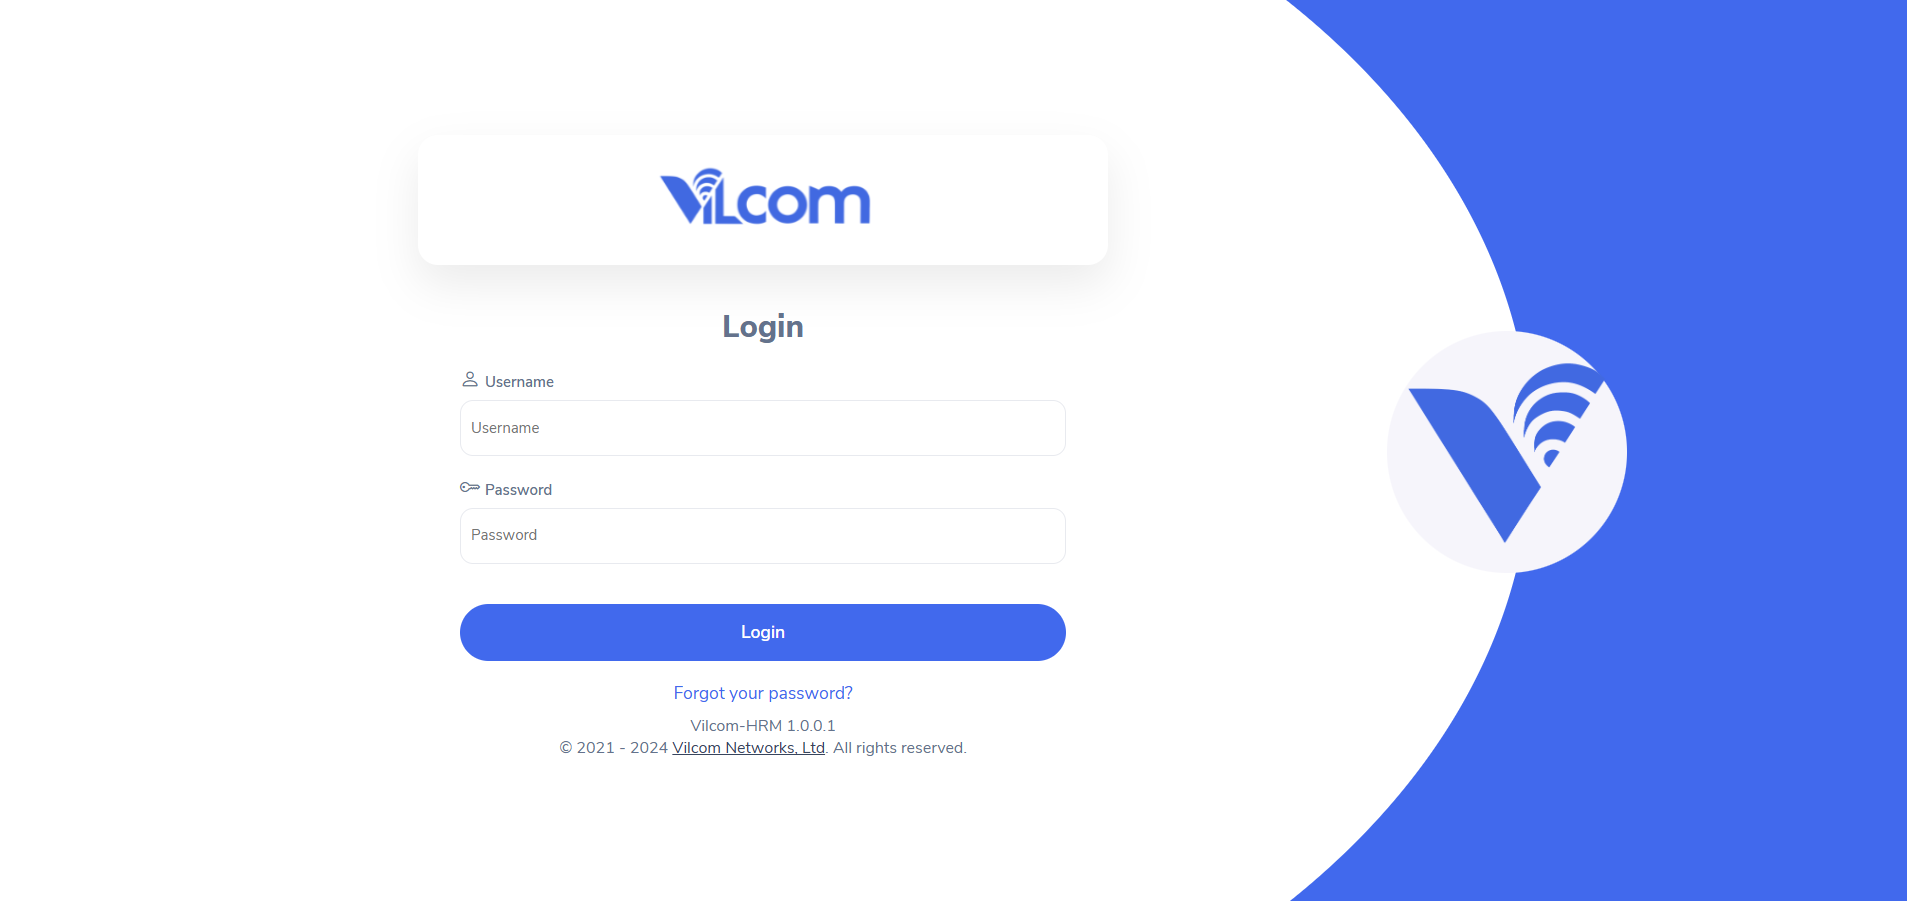 Vilcom
Login
Username
Username
Password
Password
Login
Forgot your password?
Vilcom-HRM 1.0.0.1
© 2021 - 2024 Vilcom Networks, Ltd. All rights reserved.